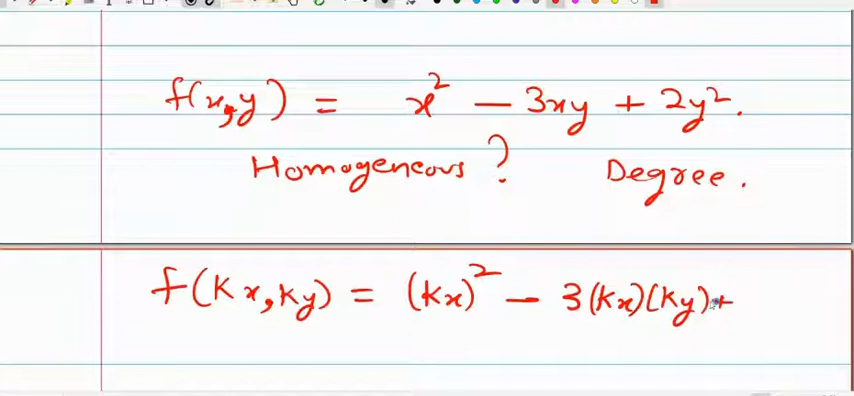 f(x,y) = x² - 3xy + 2y².
Homogeneous ? Degree.
f(Kx,Ky) = (Kx)² - 3(Kx)(Ky)+